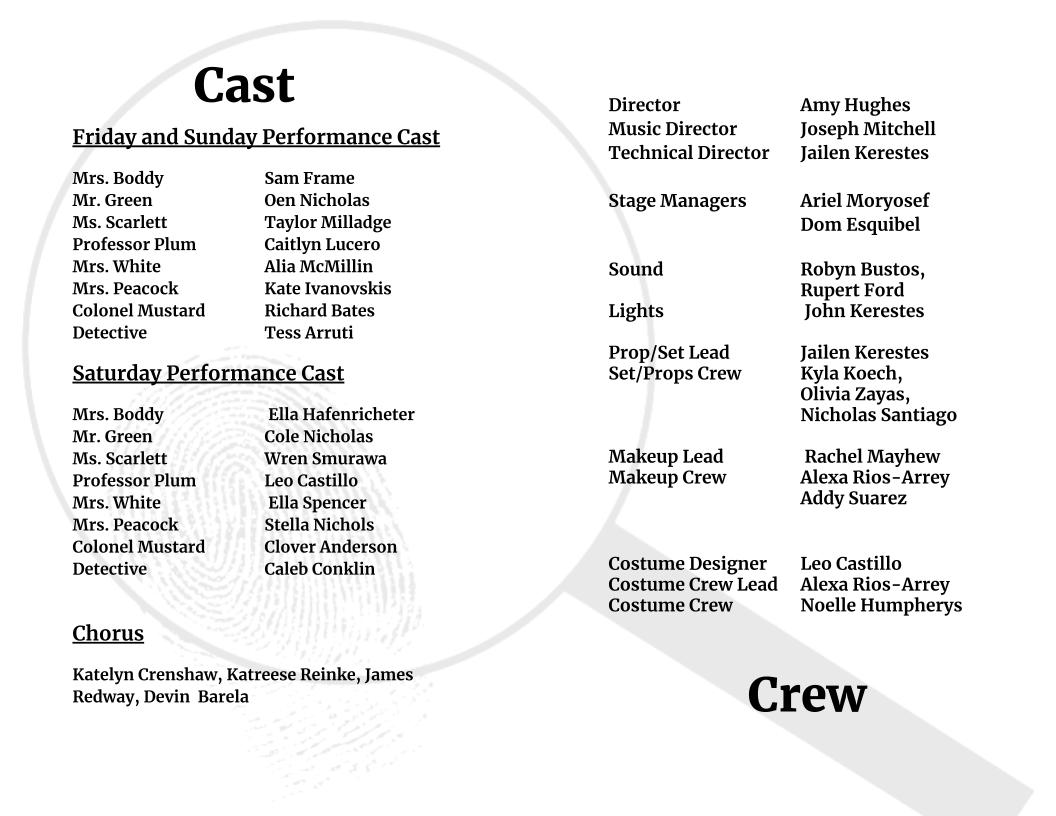 Cast
Friday and Sunday Performance Cast
Mrs. Boddy Sam Frame
Mr. Green Oen Nicholas
Ms. Scarlett Taylor Milladge
Professor Plum Caitlyn Lucero
Mrs. White Alia McMillin
Mrs. Peacock Kate Ivanovskis
Colonel Mustard Richard Bates
Detective Tess Arruti
Saturday Performance Cast
Mrs. Boddy Ella Hafenricheter
Mr. Green Cole Nicholas
Ms. Scarlett Wren Smurawa
Professor Plum Leo Castillo
Mrs. White Ella Spencer
Mrs. Peacock Stella Nichols
Colonel Mustard Clover Anderson
Detective Caleb Conklin
Chorus
Katelyn Crenshaw, Katreese Reinke, James
Redway, Devin Barela
Director Amy Hughes
Music Director Joseph Mitchell
Technical Director Jailen Kerestes
Stage Managers Ariel Moryosef
Dom Esquibel
Sound Robyn Bustos,
Rupert Ford
Lights John Kerestes
Prop/Set Lead Jailen Kerestes
Set/Props Crew Kyla Koech,
Olivia Zayas,
Nicholas Santiago
Makeup Lead Rachel Mayhew
Makeup Crew Alexa Rios-Arrey
Addy Suarez
Costume Designer Leo Castillo
Costume Crew Lead Alexa Rios-Arrey
Costume Crew Noelle Humpherys
Crew